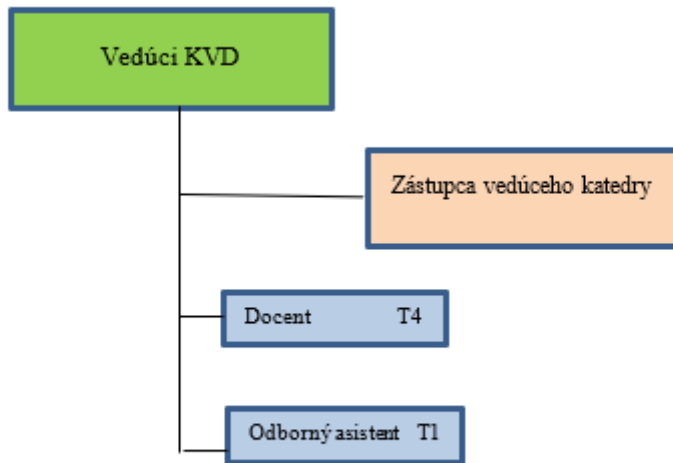 Vedúci KVD
Zástupca vedúceho katedry
Docent T4
Odborný asistent T1